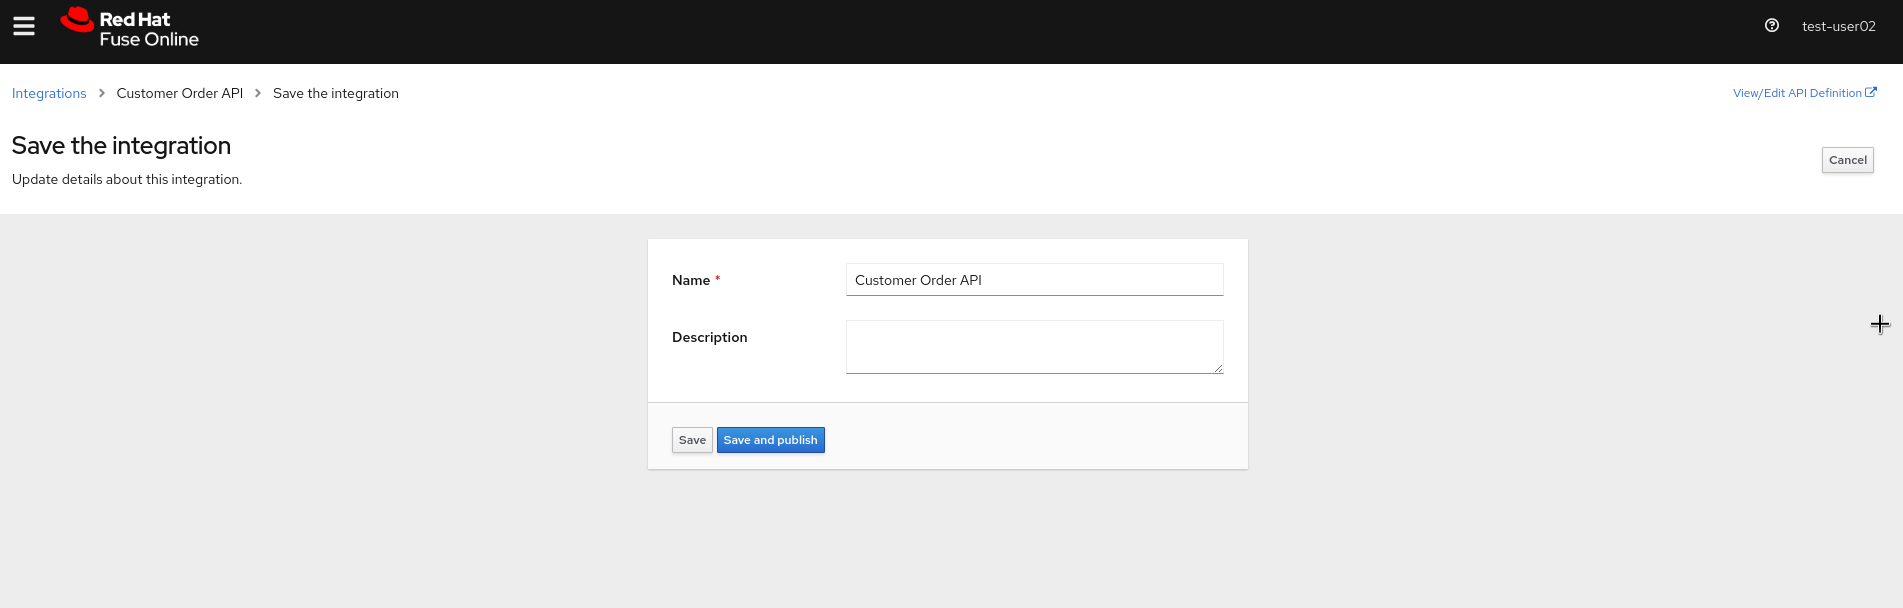 Red Hat
Fuse Online
test-user02
Integrations > Customer Order API > Save the integration
View/Edit API Definition
Save the integration
Update details about this integration.
Cancel
Name *
Customer Order API
Description
Save
Save and publish